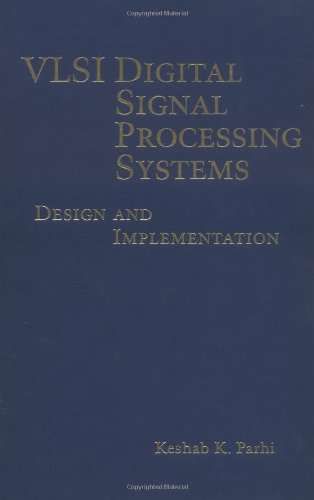 VLSI DIGITAL
SIGNAL
PROCESSING
SYSTEMS
DESIGN AND
IMPLEMENTATION
Keshab K. Parhi